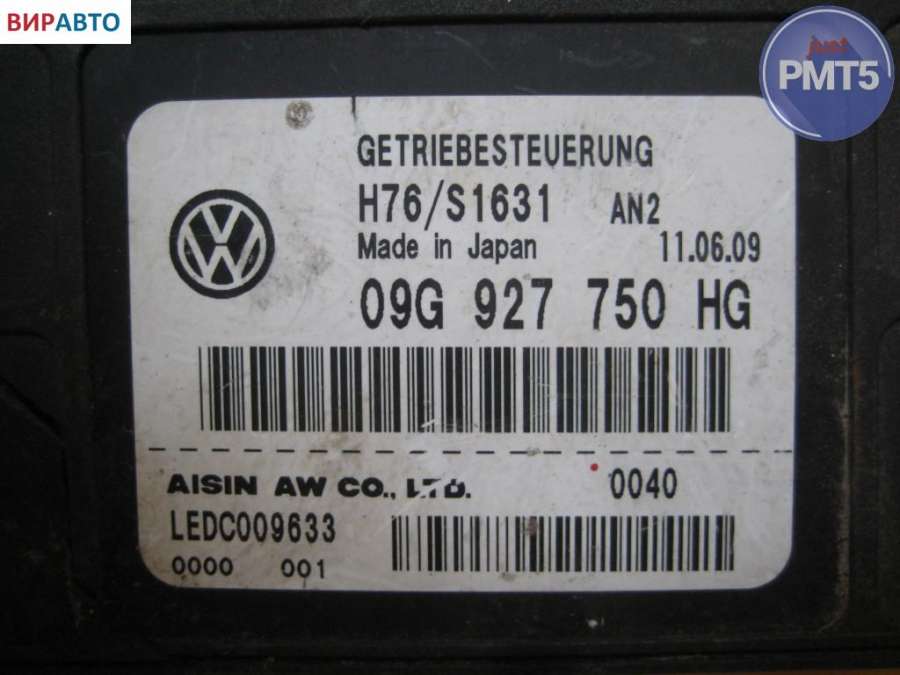 ВИРАВТО
just
PMT5
GETRIEBESTEUERUNG
H76/S1631 AN2
Made in Japan 11.06.09
09G 927 750 HG
AISIN AW CO., LTD. 0040
LEDC009633
0000 001